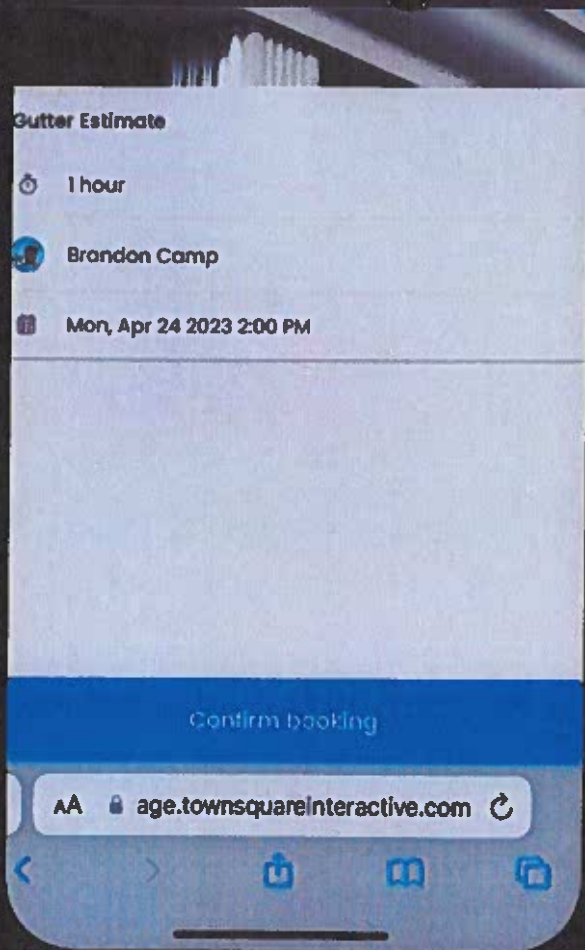 Gutter Estimate
1 hour
Brandon Camp
Mon, Apr 24 2023 2:00 PM
Confirm booking
AA age.townsquareinteractive.com